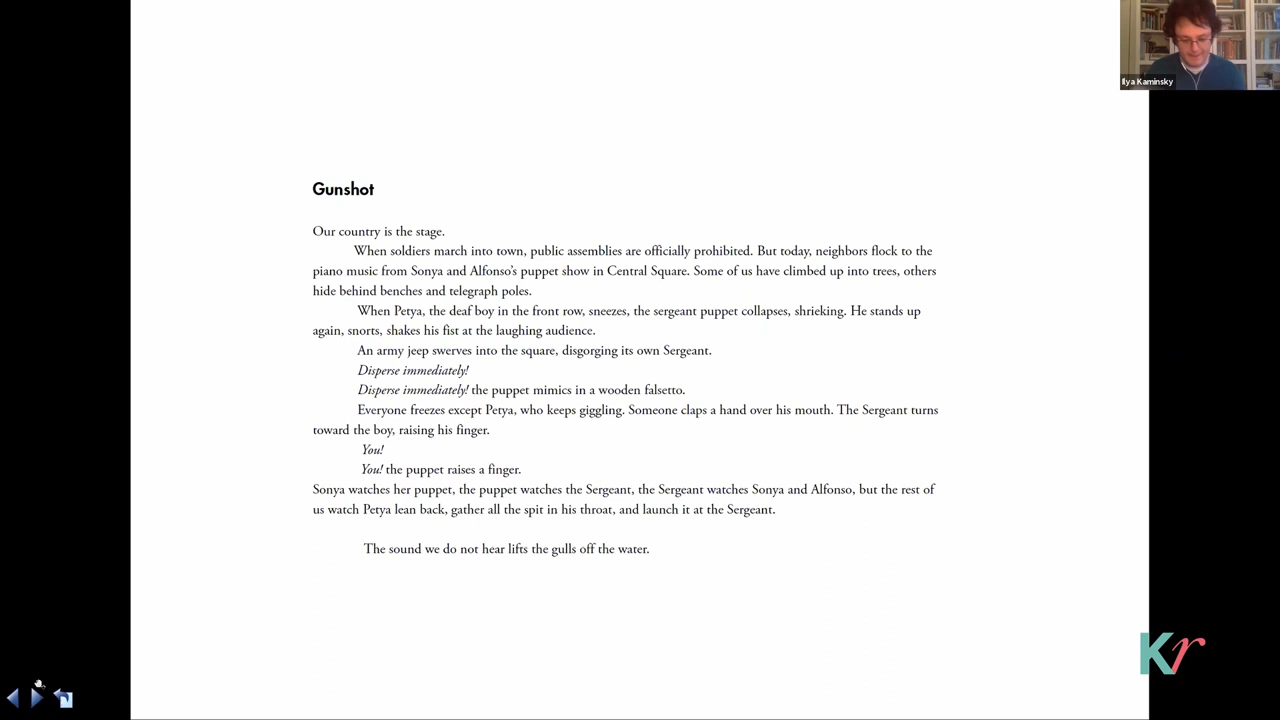 Ilya Kaminsky
Gunshot
Our country is the stage.
When soldiers march into town, public assemblies are officially prohibited. But today, neighbors flock to the
piano music from Sonya and Alfonso's puppet show in Central Square. Some of us have climbed up into trees, others
hide behind benches and telegraph poles.
When Petya, the deaf boy in the front row, sneezes, the sergeant puppet collapses, shrieking. He stands up
again, snorts, shakes his fist at the laughing audience.
An army jeep swerves into the square, disgorging its own Sergeant.
Disperse immediately!
Disperse immediately! the puppet mimics in a wooden falsetto.
Everyone freezes except Petya, who keeps giggling. Someone claps a hand over his mouth. The Sergeant turns
toward the boy, raising his finger.
You!
You! the puppet raises a finger.
Sonya watches her puppet, the puppet watches the Sergeant, the Sergeant watches Sonya and Alfonso, but the rest of
us watch Petya lean back, gather all the spit in his throat, and launch it at the Sergeant.
The sound we do not hear lifts the gulls off the water.
Kr